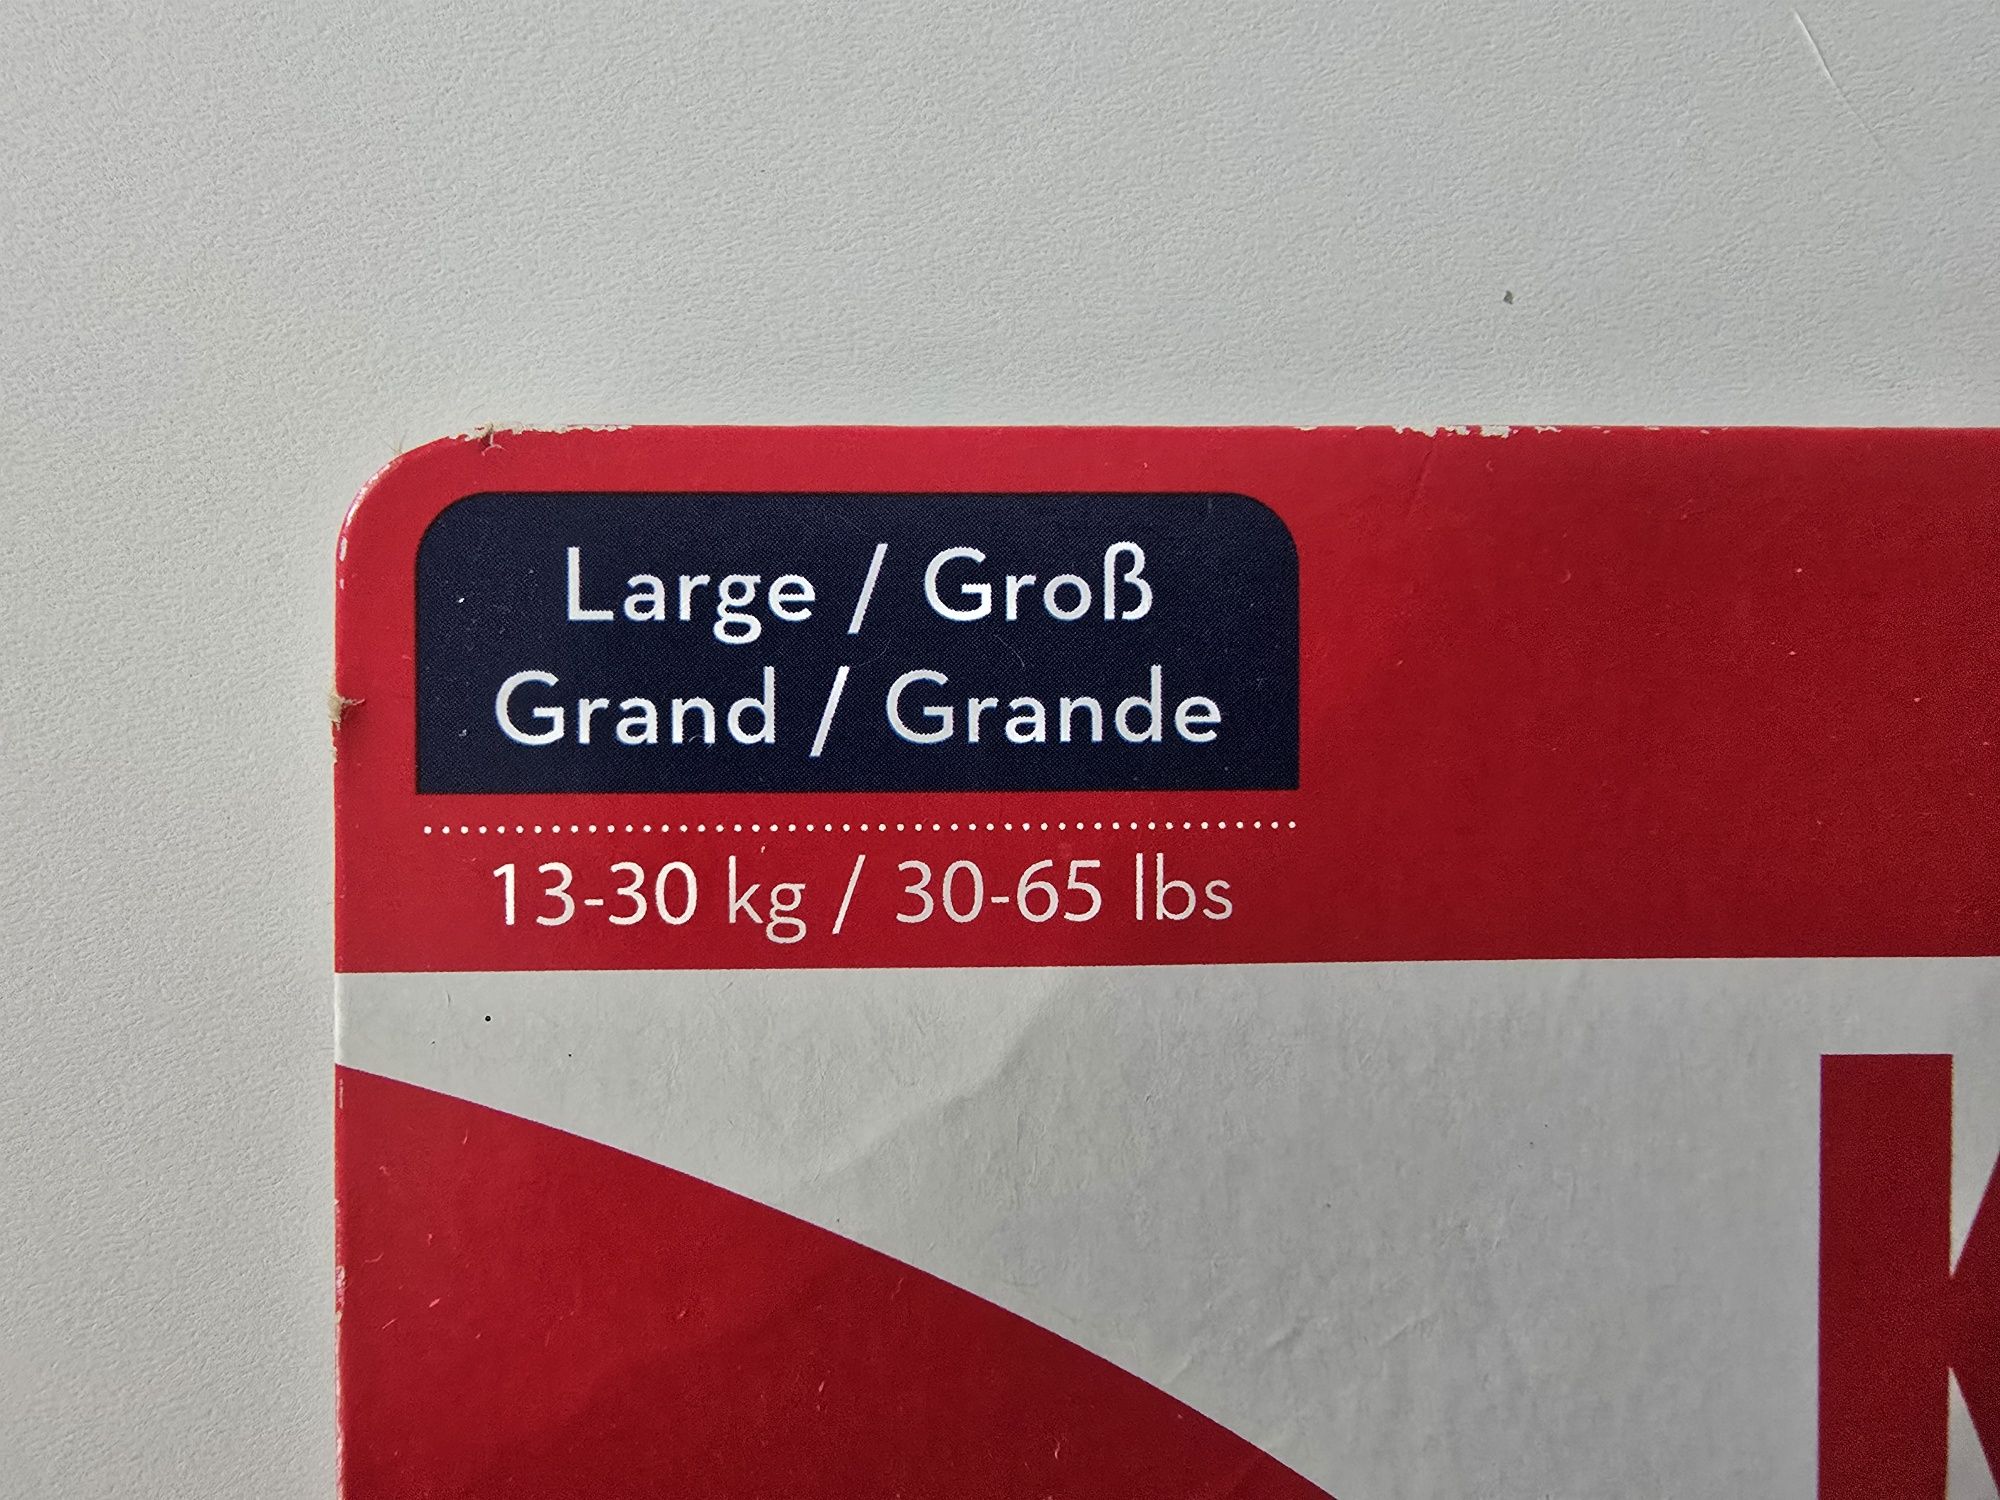 Large / Groß
Grand / Grande
13-30 kg / 30-65 lbs
K